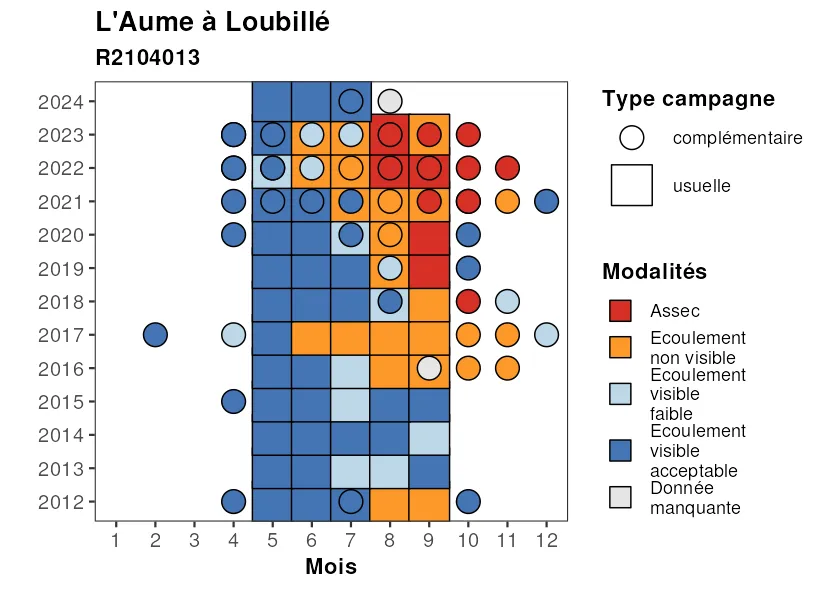 L'Aume à Loubillé
R2104013
2024
2023
2022
2021
2020
2019
2018
2017
2016
2015
2014
2013
2012
1 2 3 4 5 6 7 8 9 10 11 12
Mois
Type campagne
complémentaire
usuelle
Modalités
Assec
Ecoulement
non visible
Ecoulement
visible
faible
Ecoulement
visible
acceptable
Donnée
manquante